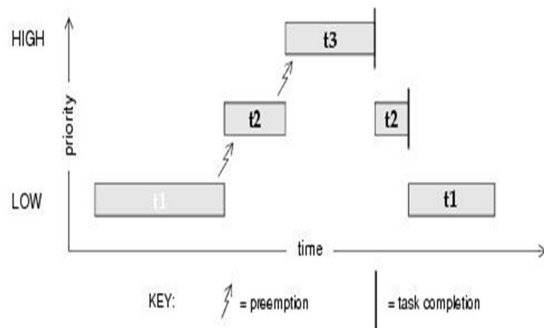 HIGH
t3
t2
t2
priority
LOW
t1
t1
time
KEY:
= preemption
= task completion